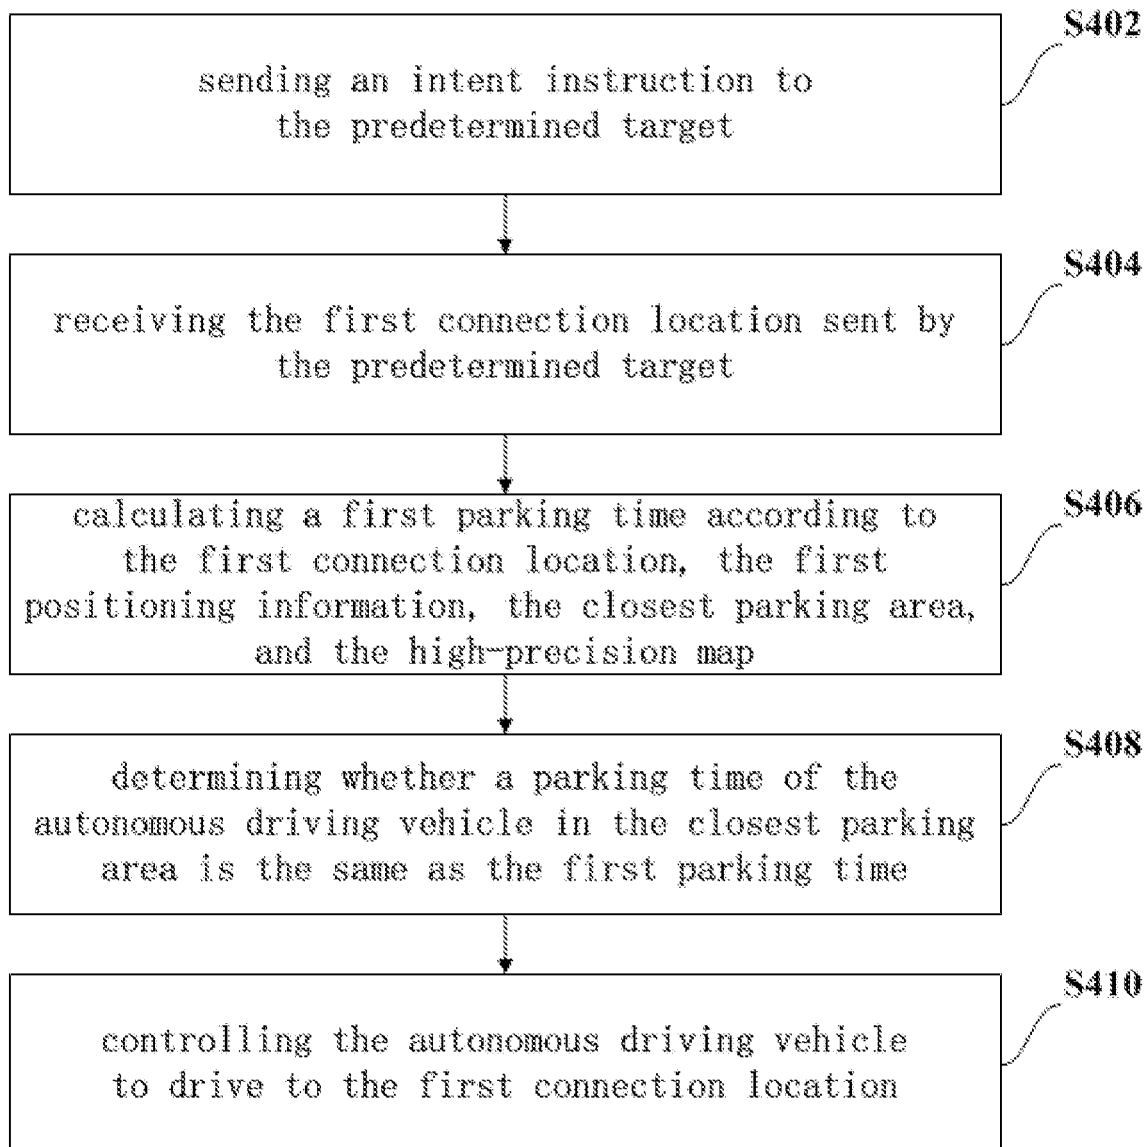 S402
sending an intent instruction to
the predetermined target
S404
receiving the first connection location sent by
the predetermined target
S406
calculating a first parking time according to
the first connection location, the first
positioning information, the closest parking area,
and the high-precision map
S408
determining whether a parking time of the
autonomous driving vehicle in the closest parking
area is the same as the first parking time
S410
controlling the autonomous driving vehicle
to drive to the first connection location